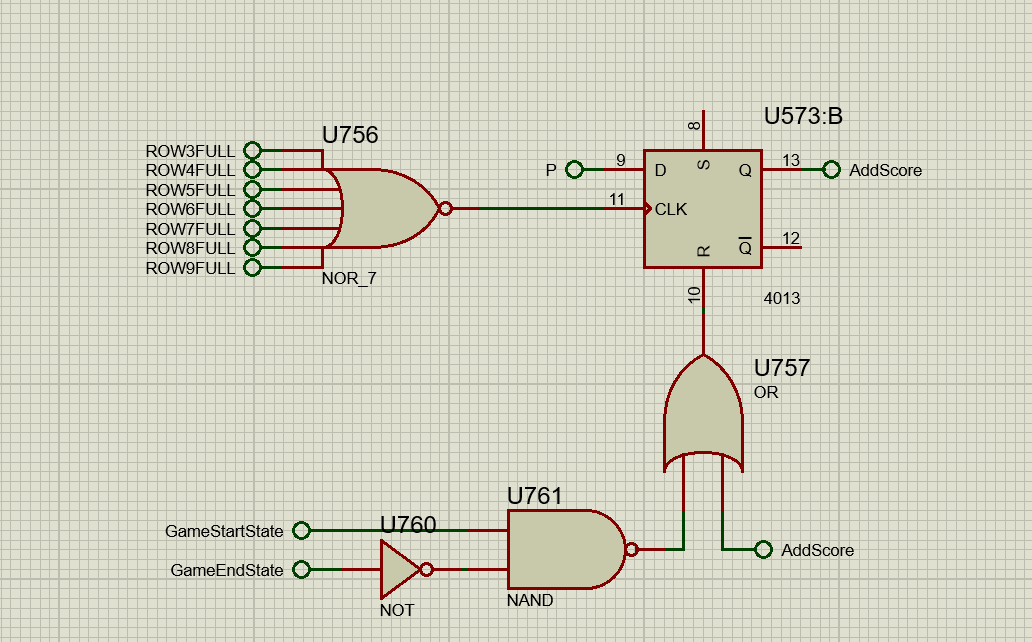 U756
ROW3FULL
ROW4FULL
ROW5FULL
ROW6FULL
ROW7FULL
ROW8FULL
ROW9FULL
NOR_7
U573:B
8
S
P
9
D
Q
13
AddScore
11
CLK
R
Q
12
10
4013
U757
OR
U761
GameStartState
U760
GameEndState
NOT
NAND
AddScore